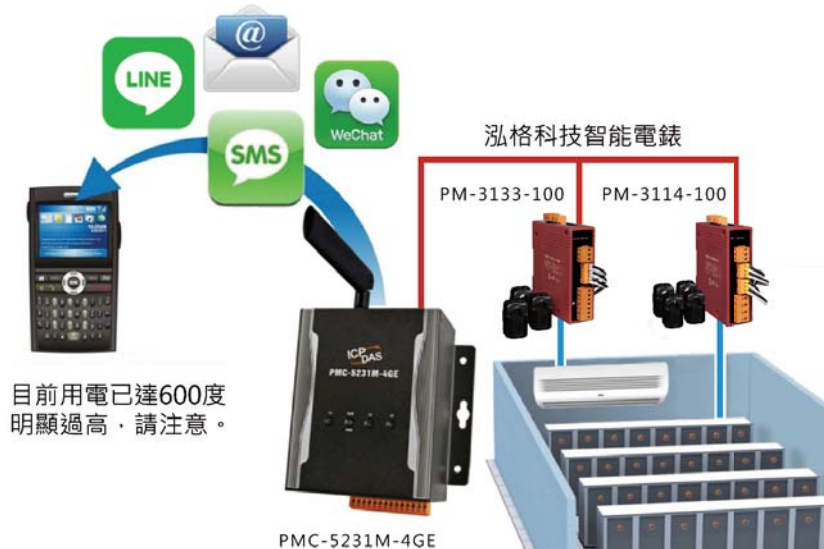 LINE
@
WeChat
SMS
泓格科技智能電錶
PM-3133-100
PM-3114-100
ICP DAS
PMC-5231M-4GE
目前用電已達600度
明顯過高，請注意。
PMC-5231M-4GE